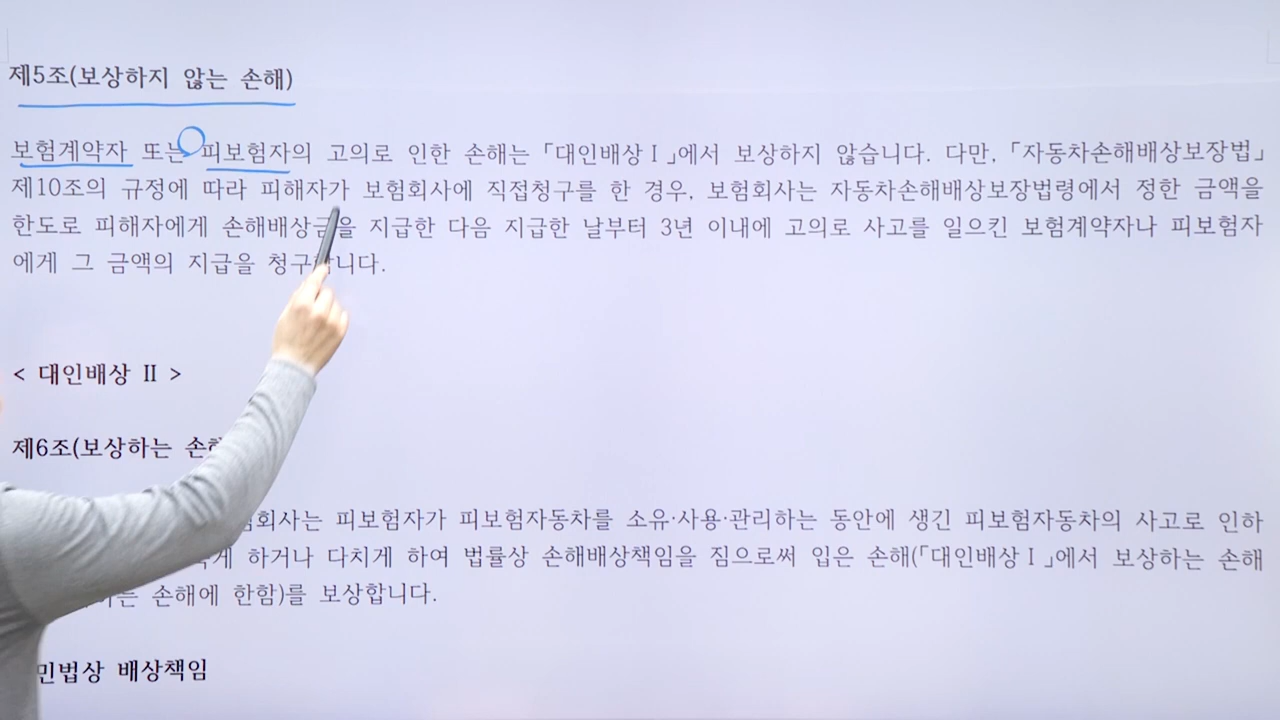 제5조(보상하지 않는 손해)
보험계약자 또는 피보험자의 고의로 인한 손해는 「대인배상Ⅰ」에서 보상하지 않습니다. 다만, 「자동차손해배상보장법」
제10조의 규정에 따라 피해자가 보험회사에 직접청구를 한 경우, 보험회사는 자동차손해배상보장법령에서 정한 금액을
한도로 피해자에게 손해배상금을 지급한 다음 지급한 날부터 3년 이내에 고의로 사고를 일으킨 보험계약자나 피보험자
에게 그 금액의 지급을 청구합니다.
< 대인배상 Ⅱ >
제6조(보상하는
피보험자가 피보험자동차를 소유·사용·관리하는 동안에 생긴 피보험자동차의 사고로 인하
하거나 다치게 하여 법률상 손해배상책임을 짐으로써 입은 손해(「대인배상Ⅰ」에서 보상하는 손해
손해에 한함)를 보상합니다.
민법상 배상책임